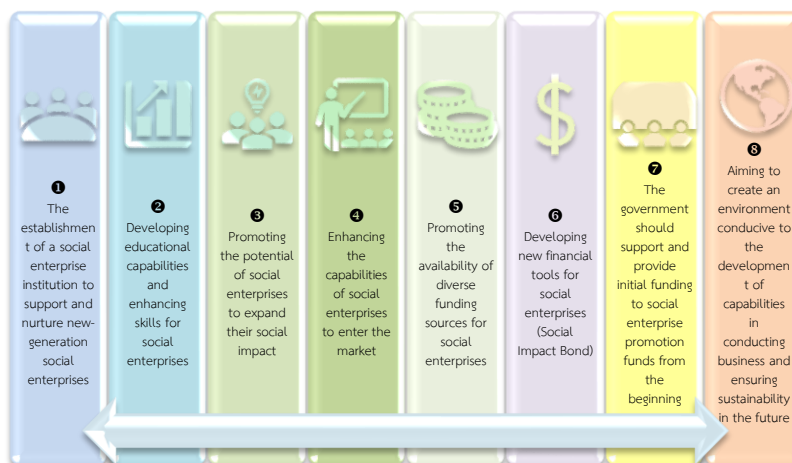 ❶
The
establishmen
t of a social
enterprise
institution to
support and
nurture new-
generation
social
enterprises
❷
Developing
educational
capabilities
and
enhancing
skills for
social
enterprises
❸
Promoting
the potential
of social
enterprises
to expand
their social
impact
❹
Enhancing
the
capabilities
of social
enterprises
to enter the
market
❺
Promoting
the
availability of
diverse
funding
sources for
social
enterprises
❻
Developing
new financial
tools for
social
enterprises
(Social
Impact Bond)
❼
The
government
should
support and
provide
initial funding
to social
enterprise
promotion
funds from
the
beginning
❽
Aiming to
create an
environment
conducive to
the
developmen
t of
capabilities
in
conducting
business and
ensuring
sustainability
in the future